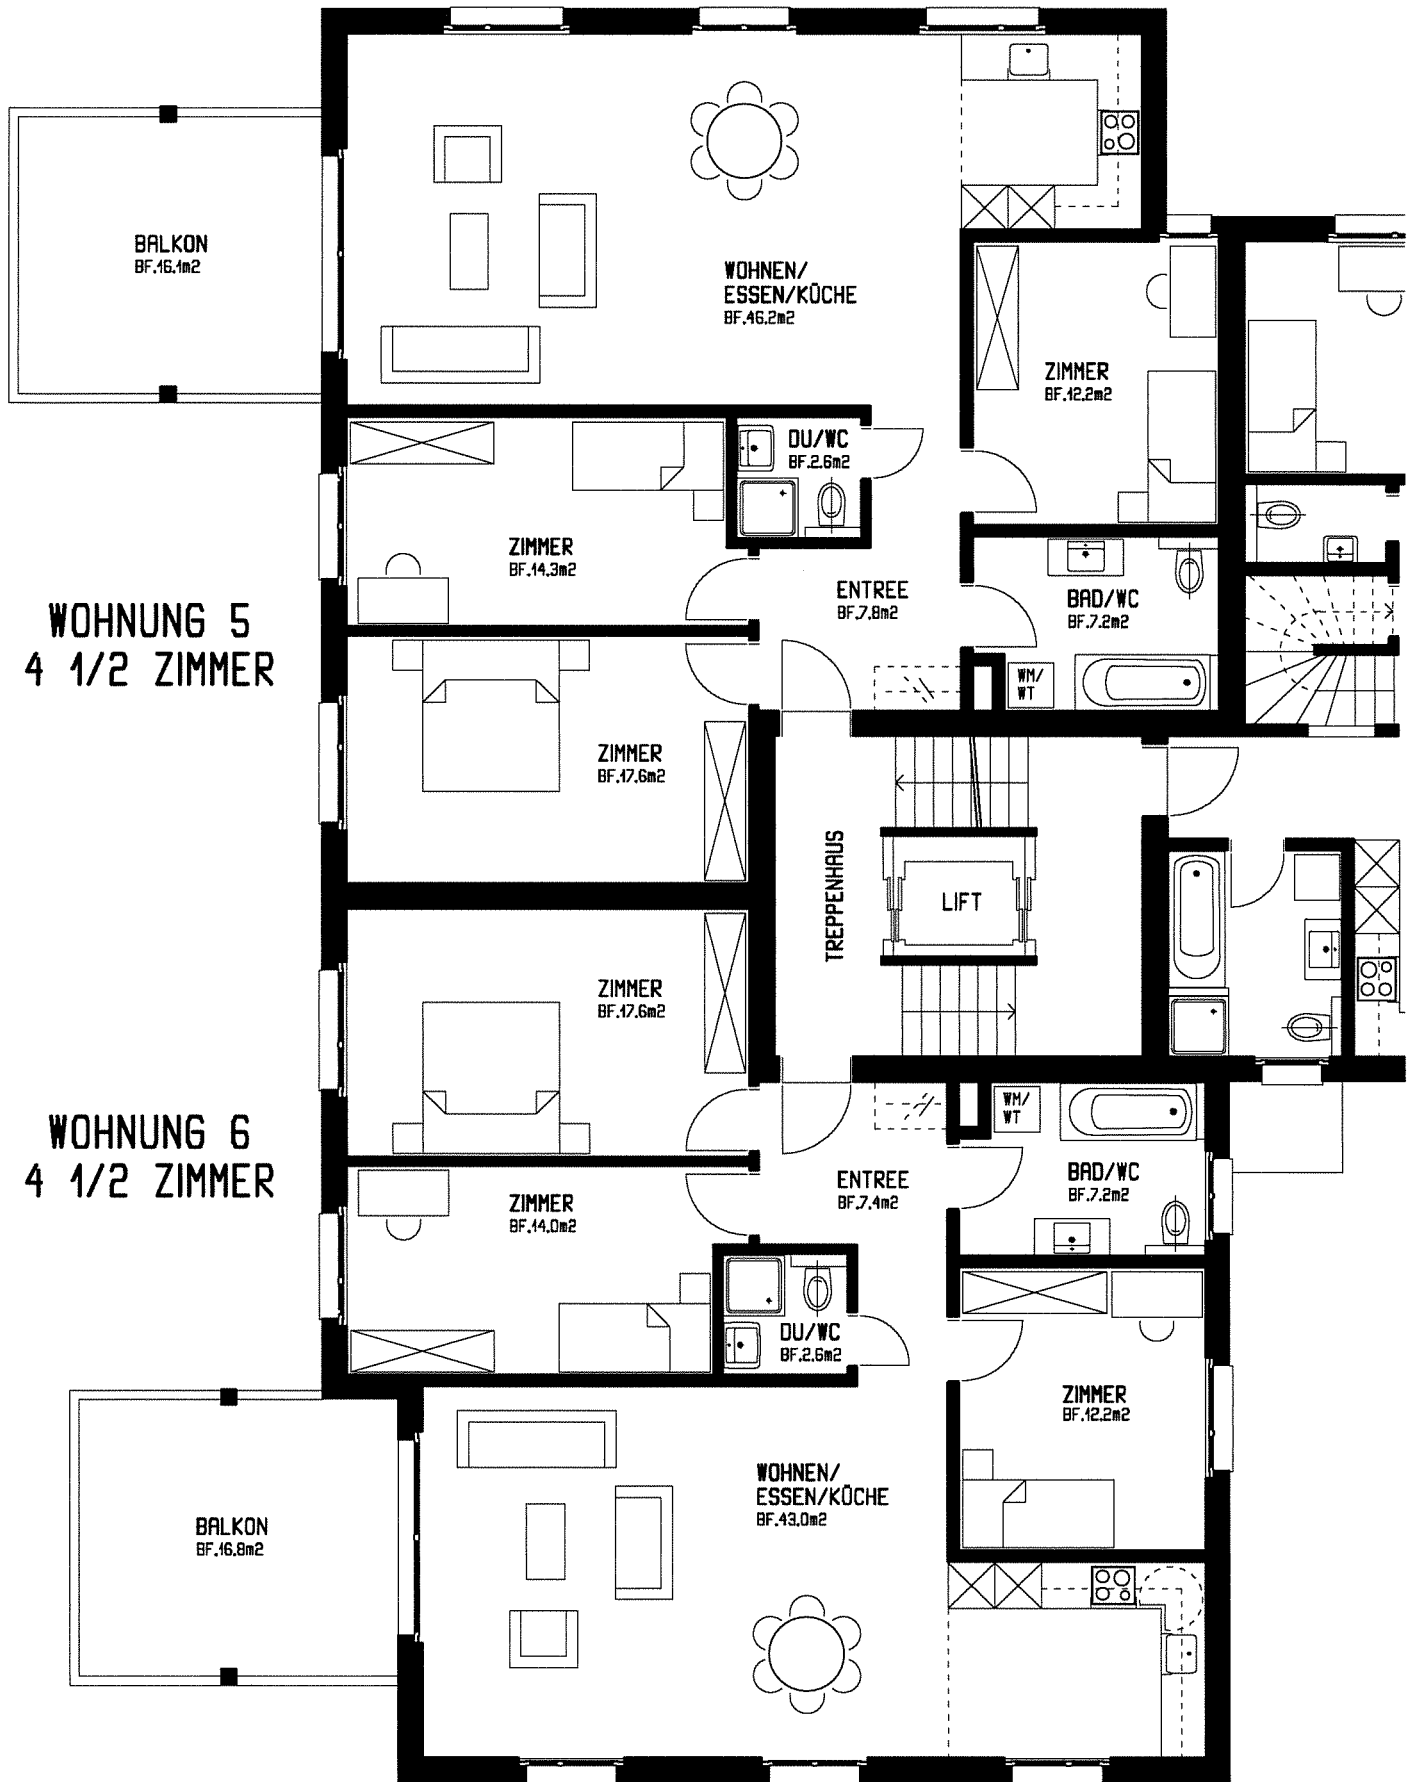 BALKON
BF.16.1m2
WOHNEN/
ESSEN/KÜCHE
BF.46.2m2
ZIMMER
BF.12.2m2
DU/WC
BF.2.6m2
ZIMMER
BF.14.3m2
ENTREE
BF.7.8m2
BAD/WC
BF.7.2m2
WOHNUNG 5
4 1/2 ZIMMER
WM/
WT
ZIMMER
BF.17.6m2
TREPPENHAUS
LIFT
ZIMMER
BF.17.6m2
WM/
WT
WOHNUNG 6
4 1/2 ZIMMER
ENTREE
BF.7.4m2
BAD/WC
BF.7.2m2
ZIMMER
BF.14.0m2
DU/WC
BF.2.6m2
ZIMMER
BF.12.2m2
WOHNEN/
ESSEN/KÜCHE
BF.43.0m2
BALKON
BF.16.8m2